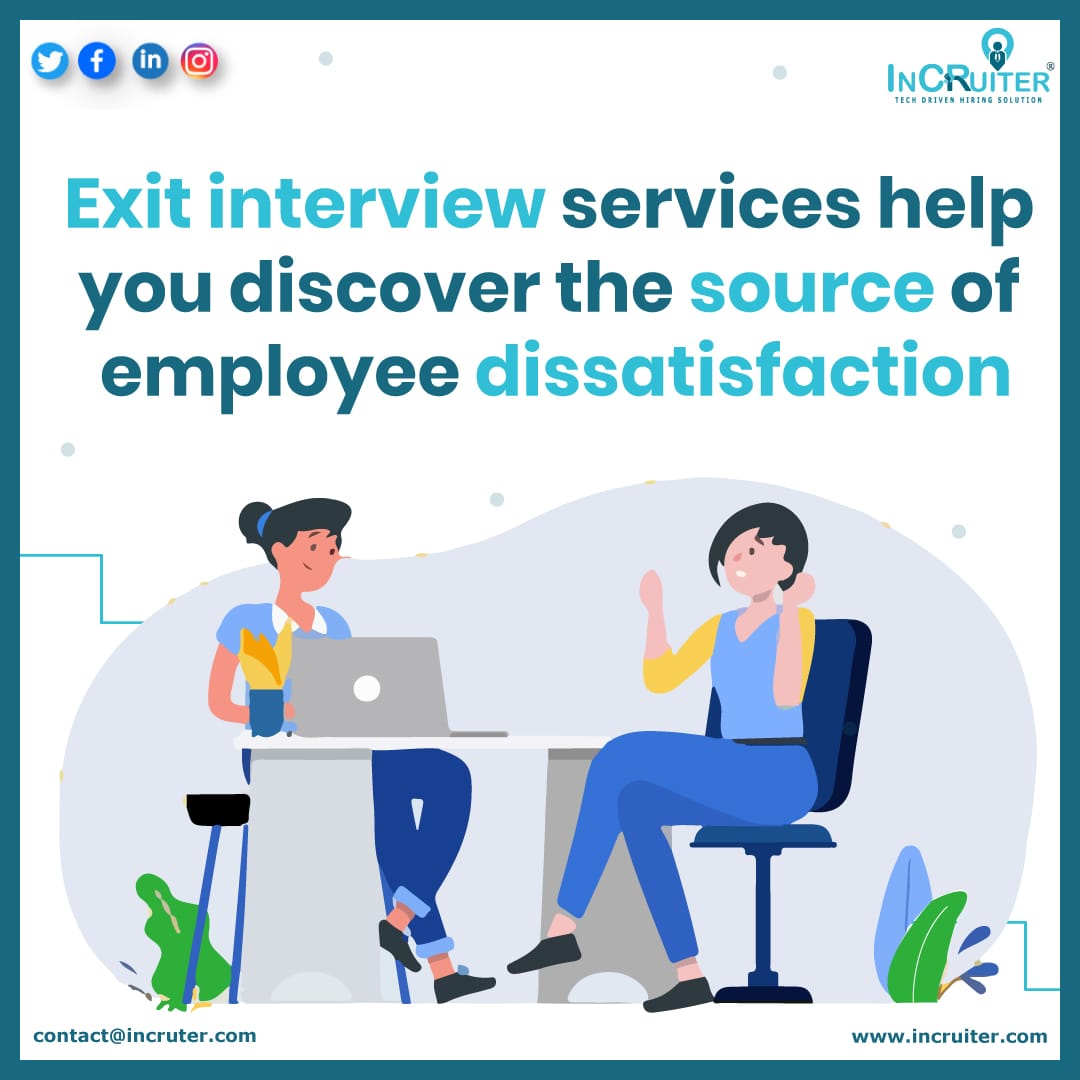 in
INCRUITER®
TECH DRIVEN HIRING SOLUTION
Exit interview services help
you discover the source of
employee dissatisfaction
contact@incruter.com
www.incruiter.com